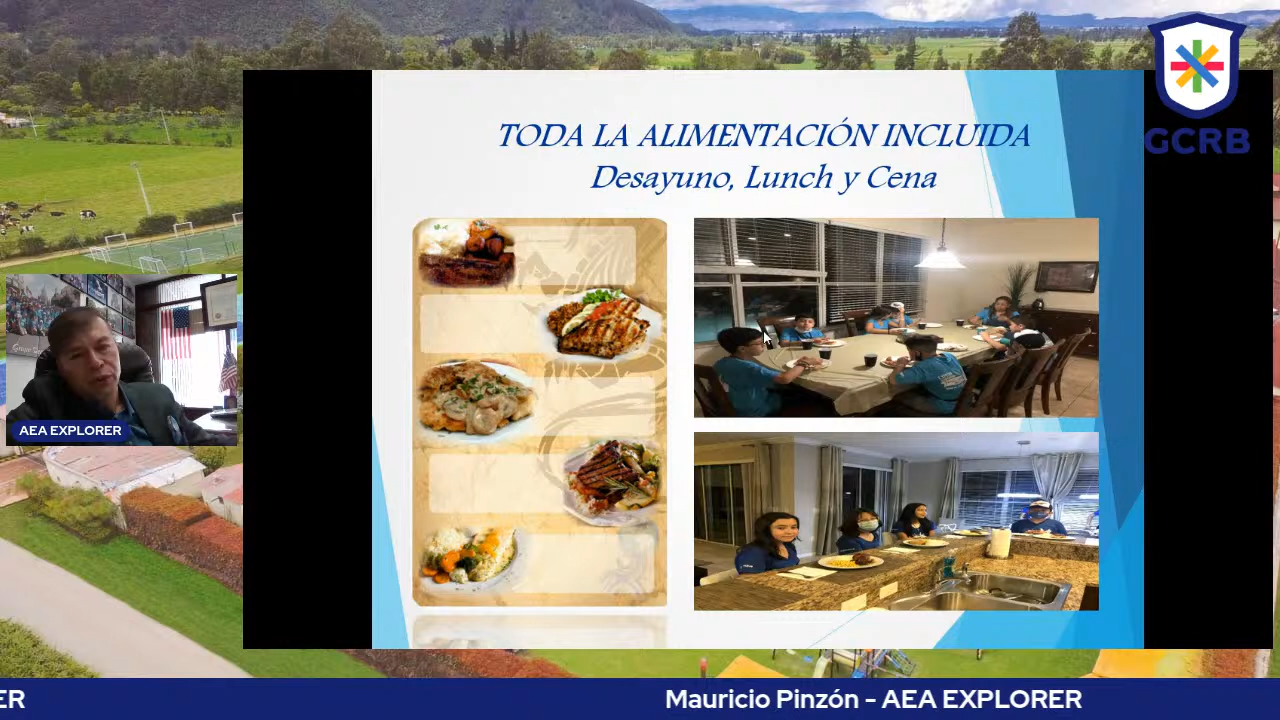 GCRB
TODA LA ALIMENTACIÓN INCLUIDA
Desayuno, Lunch y Cena
AEA EXPLORER
ER
Mauricio Pinzón - AEA EXPLORER